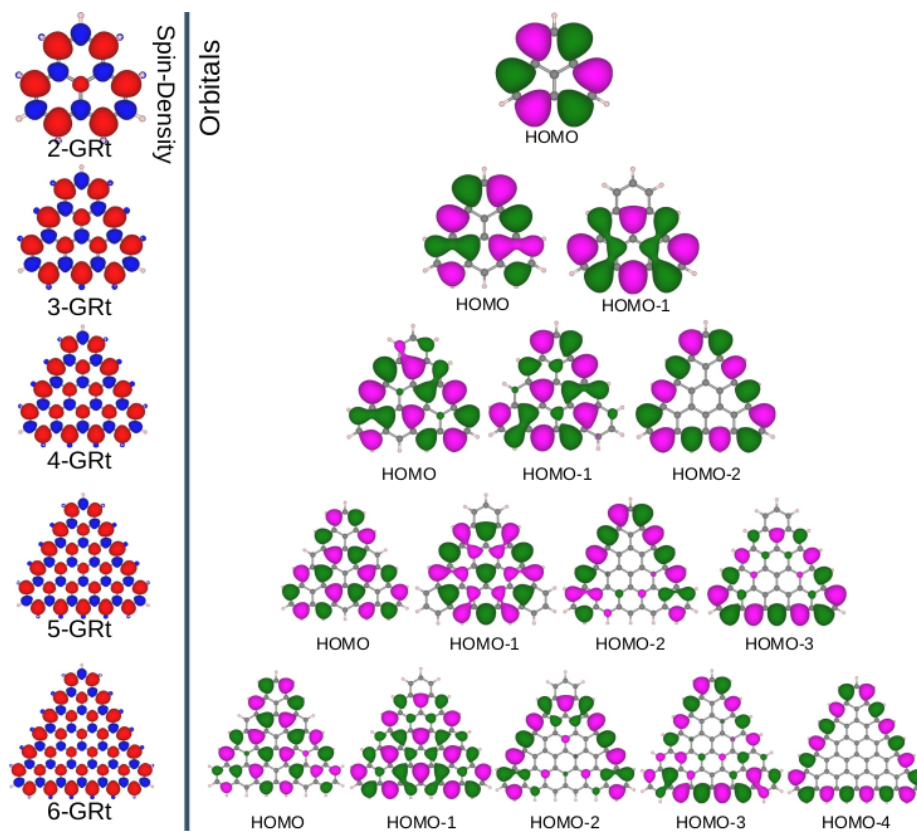 Spin-Density
Orbitals
2-GRt
HOMO
3-GRt
HOMO HOMO-1
4-GRt
HOMO HOMO-1 HOMO-2
5-GRt
HOMO HOMO-1 HOMO-2 HOMO-3
6-GRt
HOMO HOMO-1 HOMO-2 HOMO-3 HOMO-4